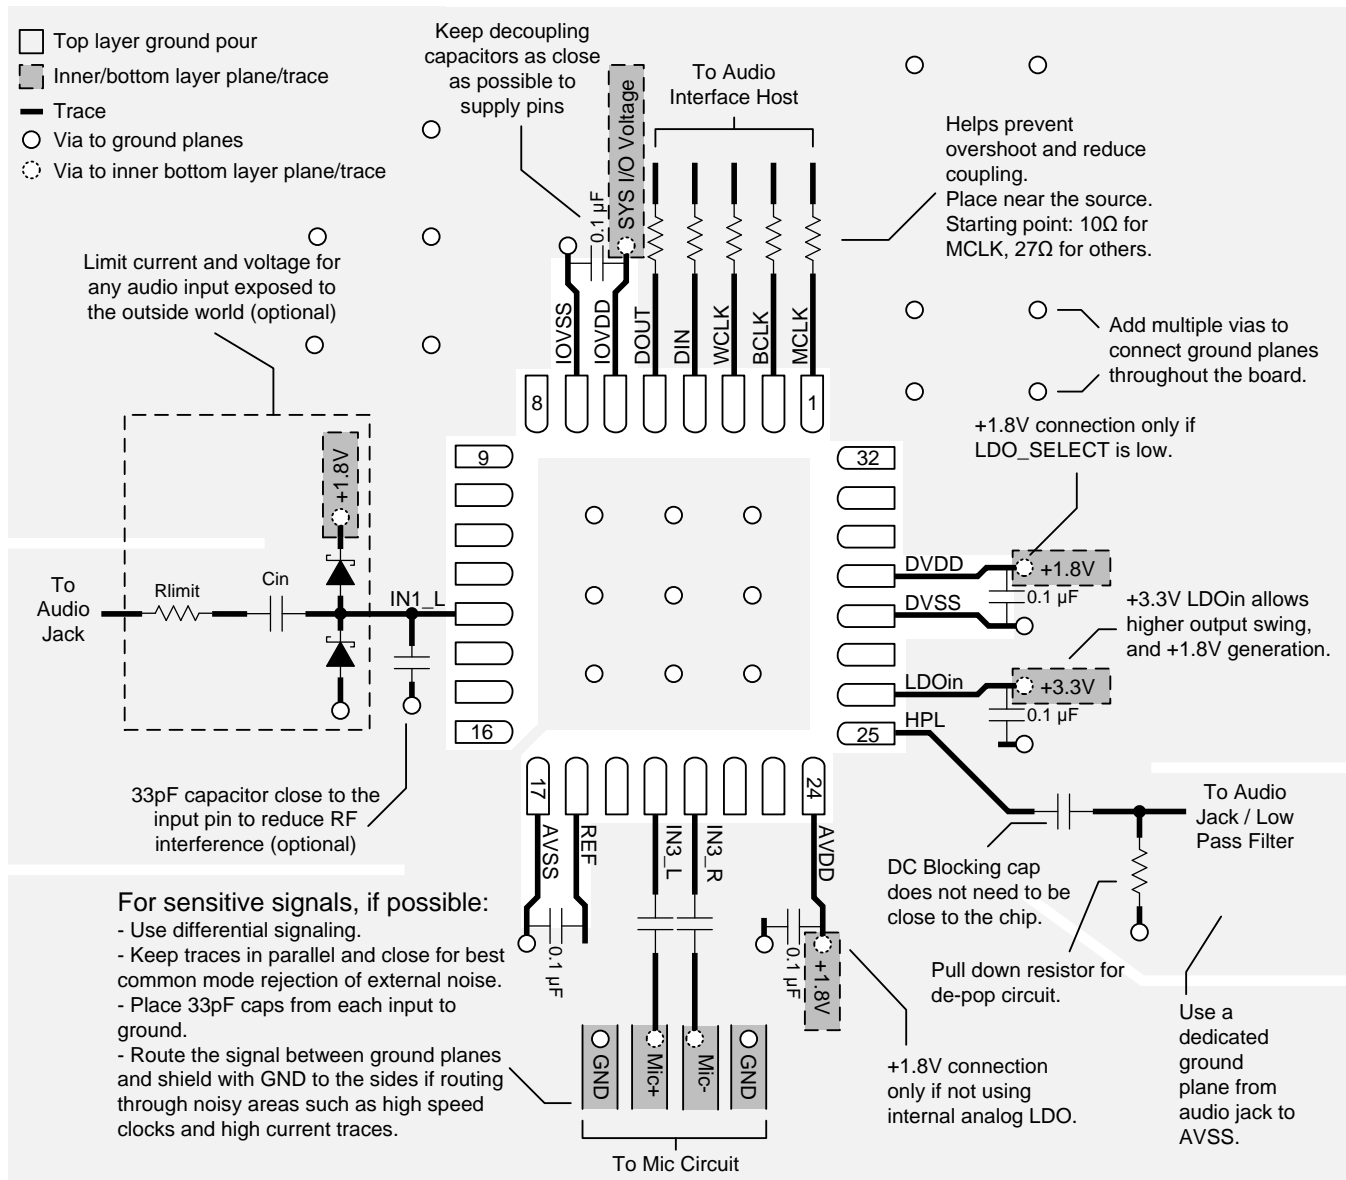 Top layer ground pour
Inner/bottom layer plane/trace
Trace
Via to ground planes
Via to inner bottom layer plane/trace
Keep decoupling
capacitors as close
as possible to
supply pins
SYS I/O Voltage
0.1 µF
To Audio
Interface Host
Helps prevent
overshoot and reduce
coupling.
Place near the source.
Starting point: 10Ω for
MCLK, 27Ω for others.
Limit current and voltage for
any audio input exposed to
the outside world (optional)
IOVSS
IOVDD
DOUT
DIN
WCLK
BCLK
MCLK
Add multiple vias to
connect ground planes
throughout the board.
8
1
+1.8V connection only if
LDO_SELECT is low.
9
32
+1.8V
DVDD
+1.8V
0.1 µF
DVSS
To
Audio
Jack
Rlimit
Cin
IN1_L
+3.3V LDOin allows
higher output swing,
and +1.8V generation.
LDOin
+3.3V
0.1 µF
HPL
16
25
17
24
33pF capacitor close to the
input pin to reduce RF
interference (optional)
AVSS
REF
IN3_L
IN3_R
AVDD
To Audio
Jack / Low
Pass Filter
DC Blocking cap
does not need to be
close to the chip.
For sensitive signals, if possible:
- Use differential signaling.
- Keep traces in parallel and close for best
common mode rejection of external noise.
- Place 33pF caps from each input to
ground.
- Route the signal between ground planes
and shield with GND to the sides if routing
through noisy areas such as high speed
clocks and high current traces.
0.1 µF
0.1 µF
+1.8V
Pull down resistor for
de-pop circuit.
GND
Mic+
Mic-
GND
To Mic Circuit
+1.8V connection
only if not using
internal analog LDO.
Use a
dedicated
ground
plane from
audio jack to
AVSS.